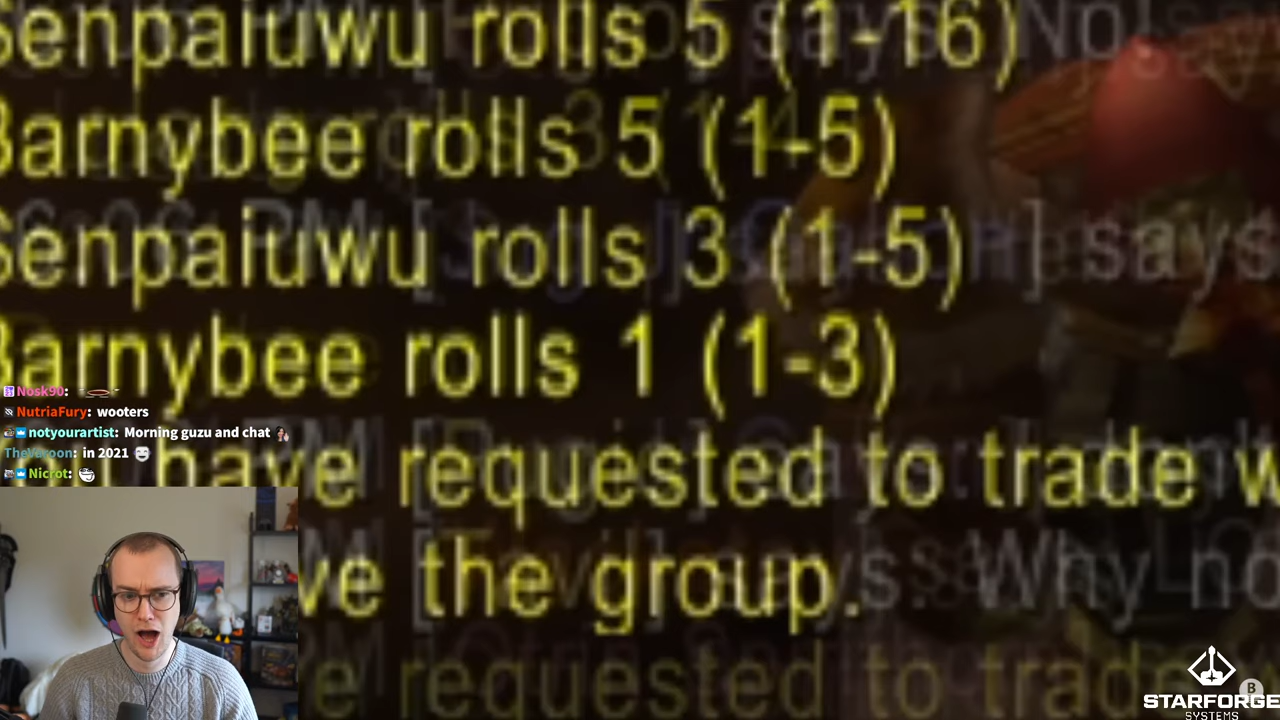 Senpaiuwu rolls 5 (1-16)
Barnybee rolls 5 (1-5)
Senpaiuwu rolls 3 (1-5)
Barnybee rolls 1 (1-3)
have requested to trade
the group.
requested to trade
Nosk90:
NutriaFury: wooters
notyourartist: Morning guzu and chat
in 2021
Nicrot:
B
STARFORGE
SYSTEMS